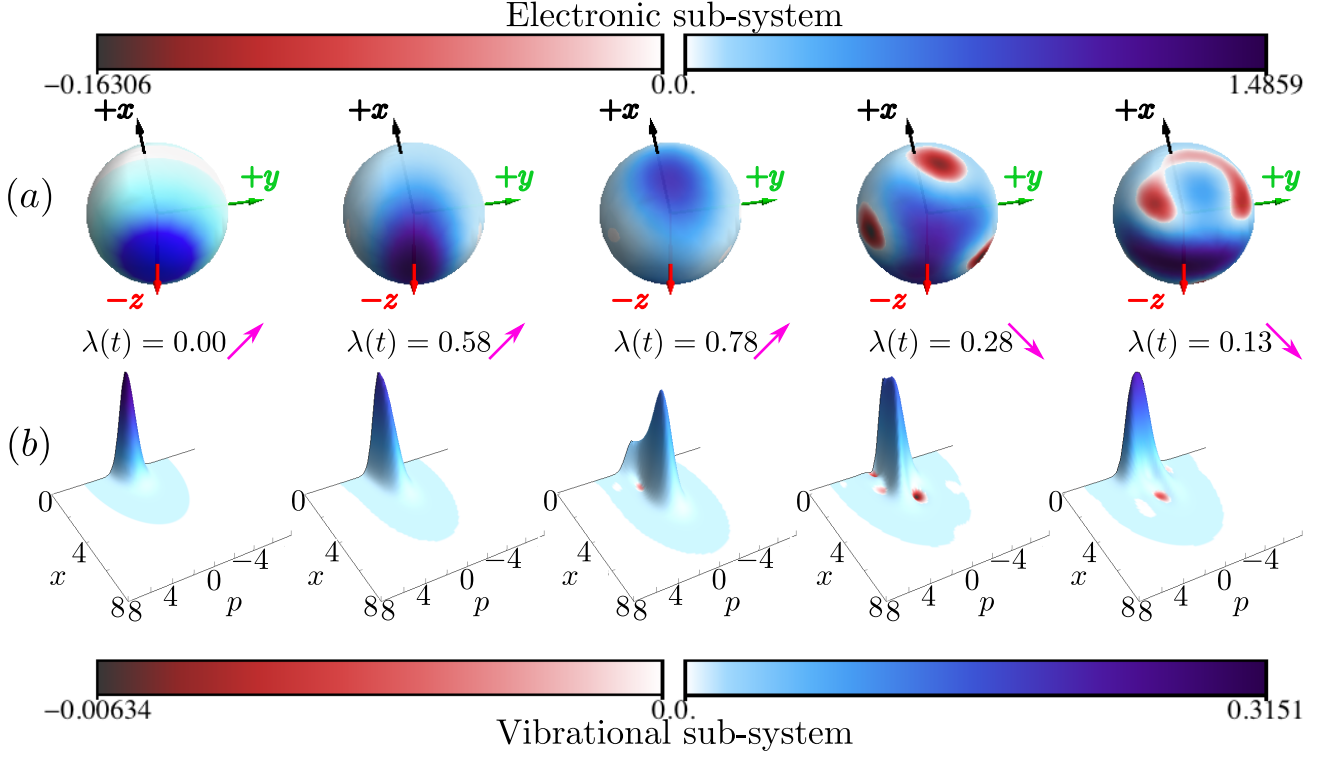 Electronic sub-system
−0.16306 0.0. 1.4859
+x +x +x +x +x
(a) +y +y +y +y +y
−z −z −z −z −z
λ(t) = 0.00 λ(t) = 0.58 λ(t) = 0.78 λ(t) = 0.28 λ(t) = 0.13
(b)
0 0 0 0 0
4 4 4 4 4
x 0 −4 x 0 −4 x 0 −4 x 0 −4 x 0 −4
8 8 4 p 8 8 4 p 8 8 4 p 8 8 4 p 8 8 4 p
−0.00634 0.0. 0.3151
Vibrational sub-system